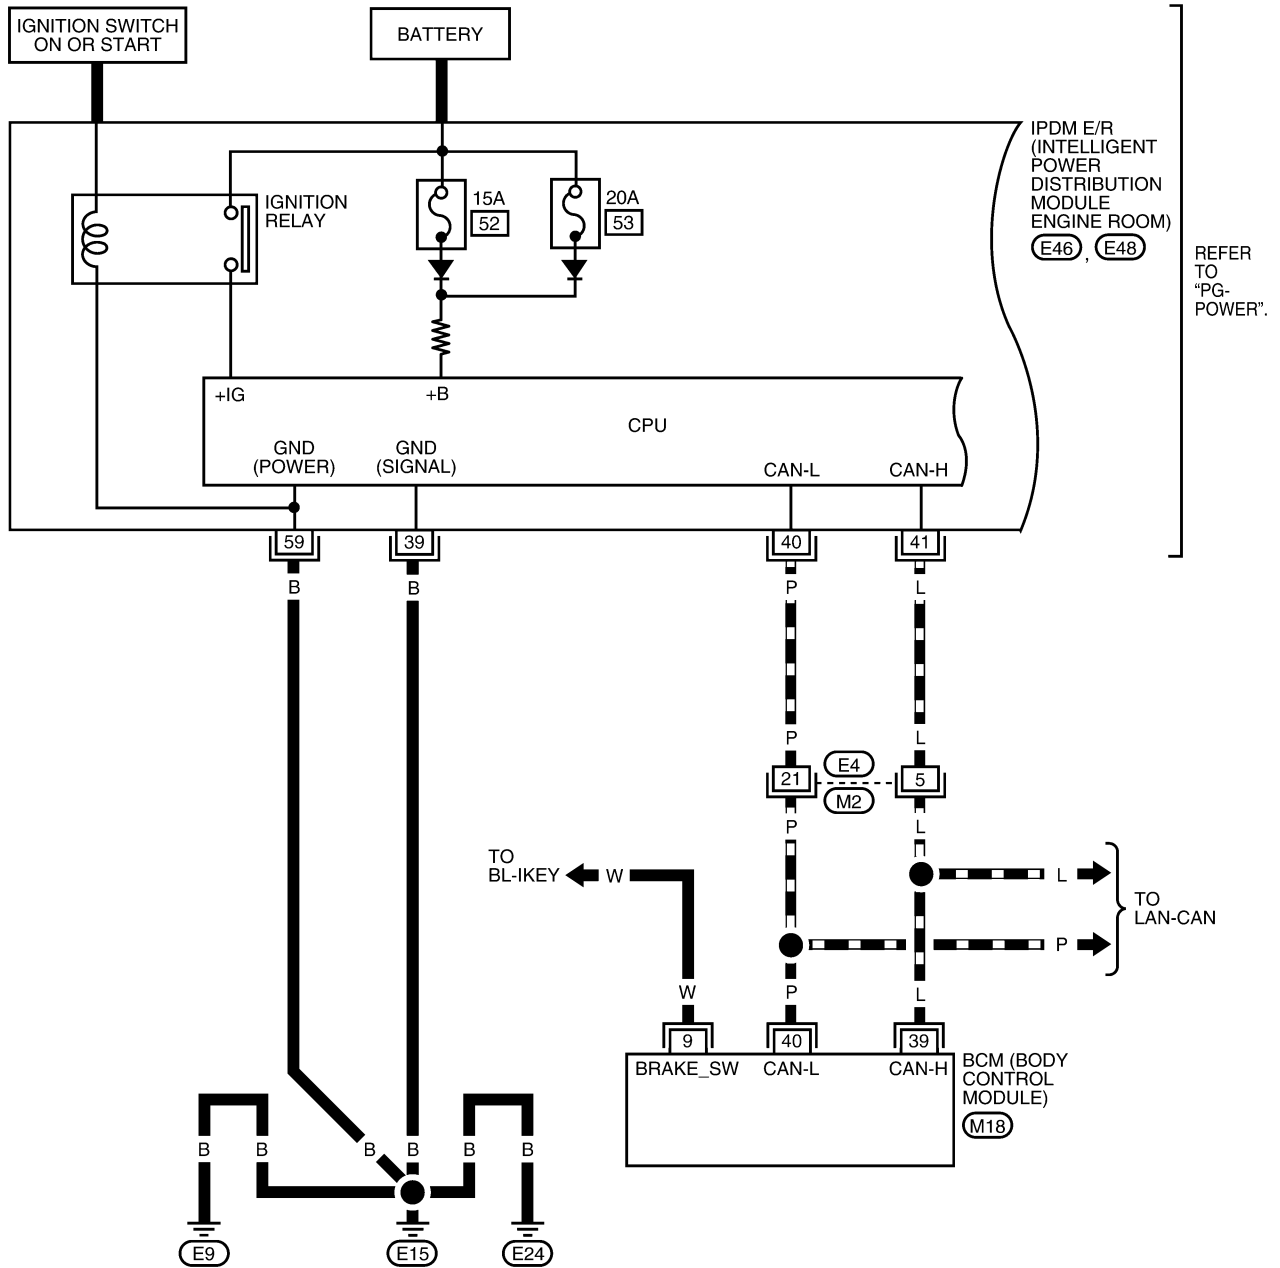 IGNITION SWITCH
ON OR START
BATTERY
IPDM E/R
(INTELLIGENT
POWER
DISTRIBUTION
MODULE
ENGINE ROOM)
E46 , E48
REFER
TO
“PG-
POWER”.
IGNITION
RELAY
15A
52
20A
53
+IG
+B
CPU
GND
(POWER)
GND
(SIGNAL)
CAN-L
CAN-H
59
39
40
41
B
B
P
L
P
L
21
E4
M2
5
P
L
TO
BL-IKEY
W
L
P
TO
LAN-CAN
W
P
L
9
40
39
BRAKE_SW
CAN-L
CAN-H
BCM (BODY
CONTROL
MODULE)
M18
B
B
B
B
B
B
E9
E15
E24